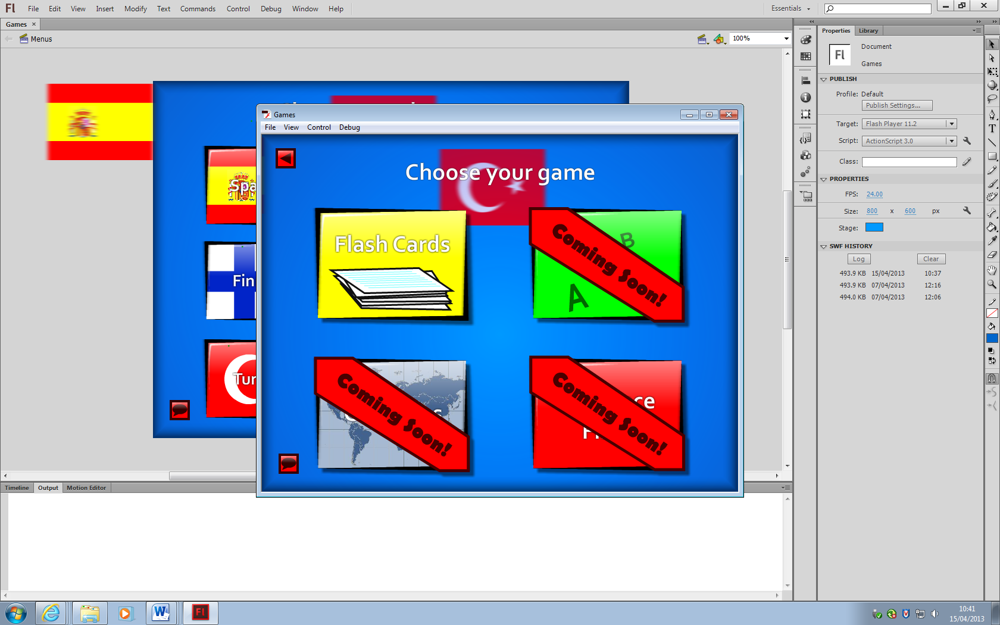 Fl File Edit View Insert Modify Text Commands Control Debug Window Help Essentials
Games
Menus 100%
Properties Library
Fl Document
Games
PUBLISH
Profile: Default
Publish Settings...
Target: Flash Player 11.2
Script: ActionScript 3.0
Class:
PROPERTIES
FPS: 24.00
Size: 800 x 600 px
Stage:
SWF HISTORY
Log Clear
493.9 KB 15/04/2013 10:37
493.9 KB 07/04/2013 12:16
494.0 KB 07/04/2013 12:06
T
Spa
Fin
Tur
Games
File View Control Debug
Choose your game
Flash Cards
B
A
Coming Soon!
Coming Soon!
ce
Coming Soon!
Timeline Output Motion Editor
W Fl
10:41
15/04/2013